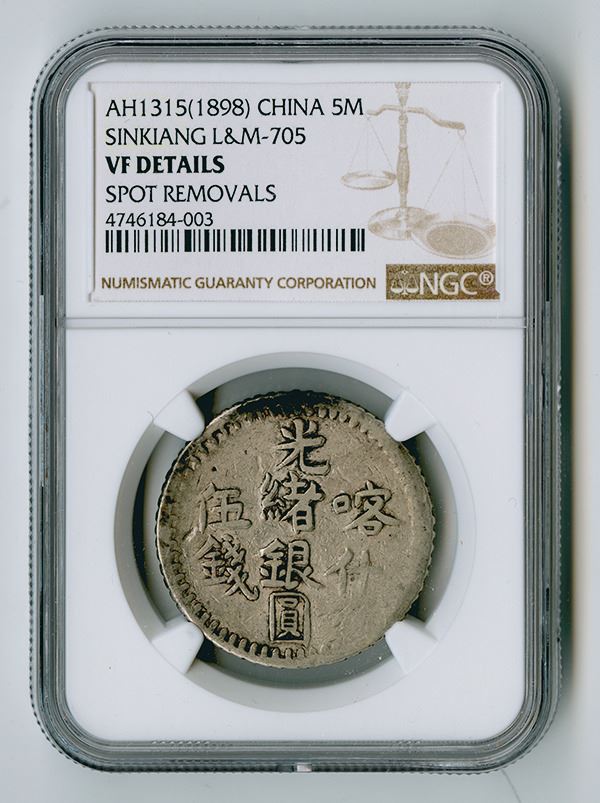 AH1315(1898) CHINA 5M
SINKIANG L&M-705
VF DETAILS
SPOT REMOVALS
4746184-003
NUMISMATIC GUARANTY CORPORATION
NGC®
喀什
光緒銀圓
伍錢